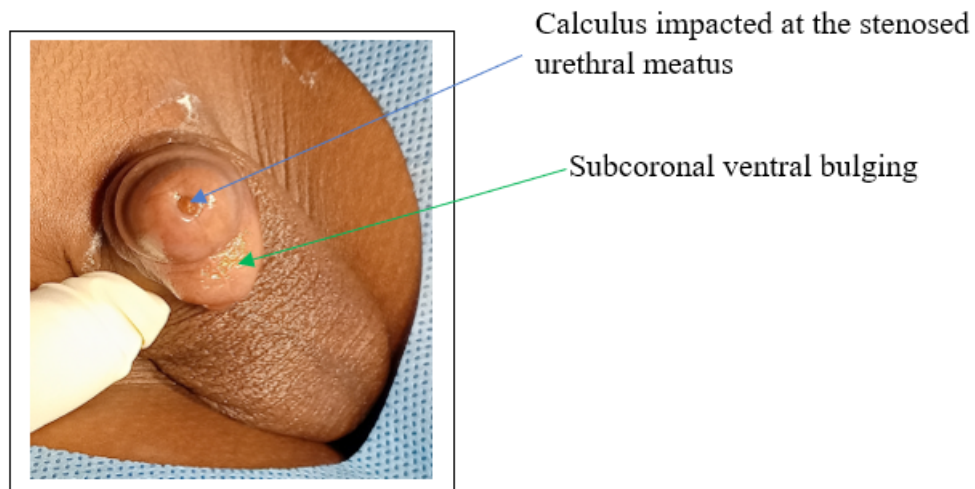 Calculus impacted at the stenosed
urethral meatus
Subcoronal ventral bulging